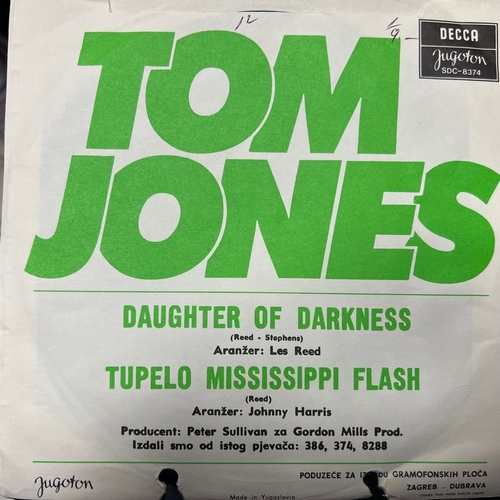 12
DECCA
Jugoton
SDC-8374
TOM
JONES
DAUGHTER OF DARKNESS
(Reed - Stephens)
Aranžer: Les Reed
TUPELO MISSISSIPPI FLASH
(Reed)
Aranžer: Johnny Harris
Producent: Peter Sullivan za Gordon Mills Prod.
Izdali smo od istog pjevača: 386, 374, 8288
Jugoton
PODUZEĆE ZA GRAMOFONSKIH PLOČA
ZAGREB - DUBRAVA
Made in Yugoslavia